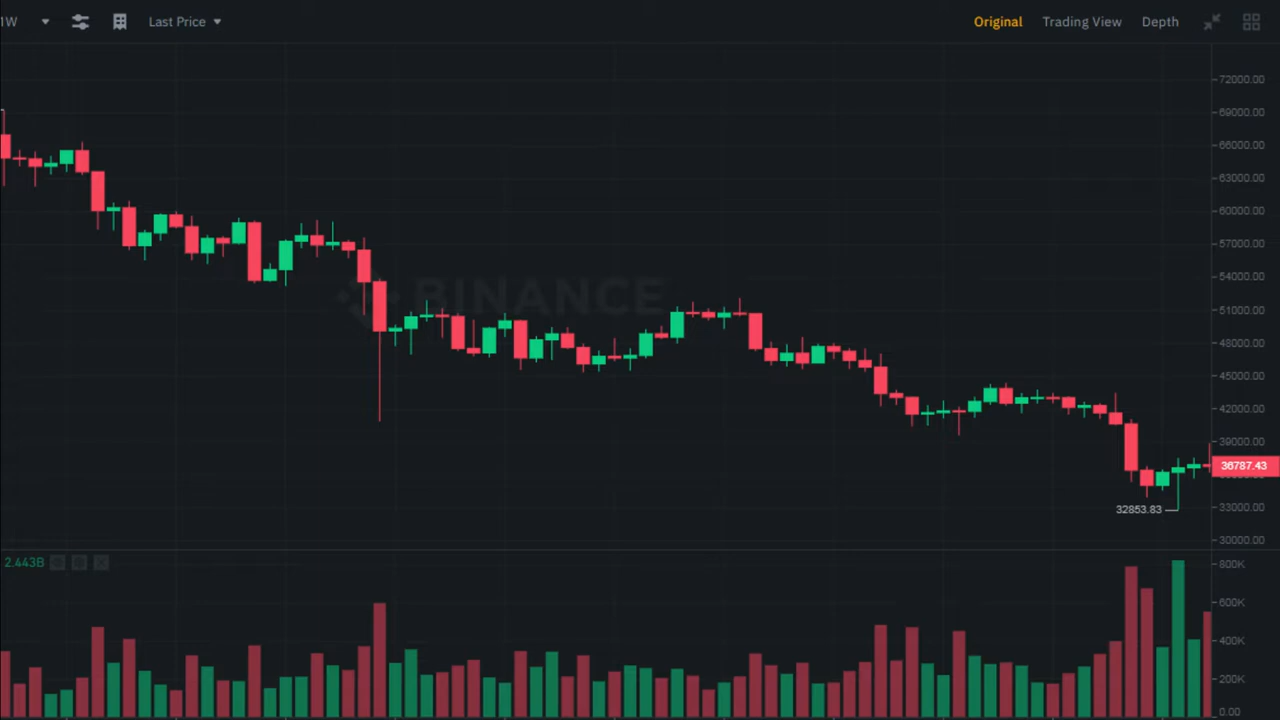 1W Last Price Original Trading View Depth
72000.00
69000.00
66000.00
63000.00
60000.00
57000.00
54000.00
BINANCE
51000.00
48000.00
45000.00
42000.00
39000.00
36787.43
32853.83
33000.00
30000.00
2.443B
800K
600K
400K
200K
0.00